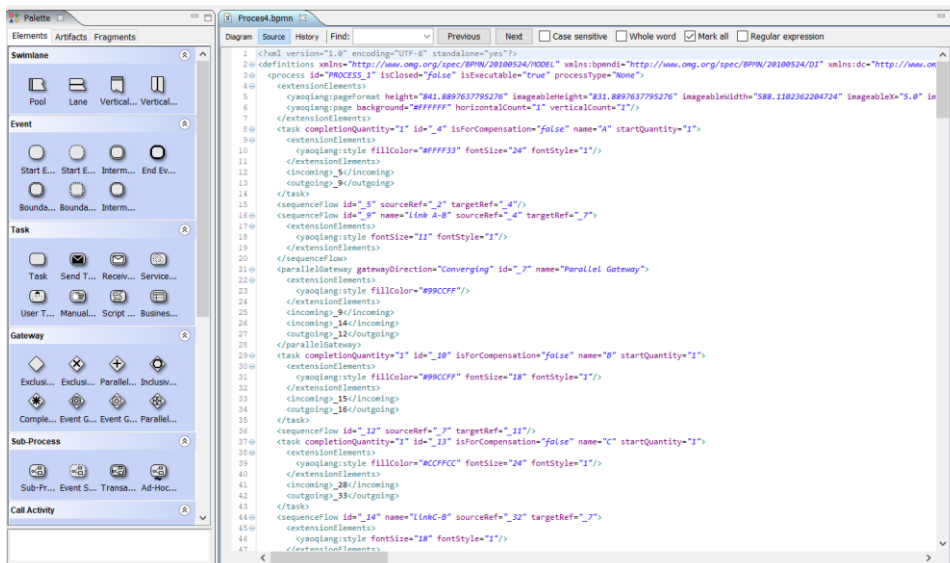 Palette
Elements Artifacts Fragments
Swimlane
Pool Lane Vertical... Vertical...
Event
Start E... Start E... Interm... End Ev...
Bounda... Bounda... Interm...
Task
Task Send T... Receiv... Service...
User T... Manual... Script ... Busines...
Gateway
Exclusi... Exclusi... Parallel... Inclusiv...
Comple... Event G... Event G... Parallel...
Sub-Process
Sub-Pr... Event S... Transa... Ad-Hoc...
Call Activity
Proces4.bpmn
Diagram Source History Find: Previous Next Case sensitive Whole word Mark all Regular expression
1 <?xml version="1.0" encoding="UTF-8" standalone="yes"?>
2 <definitions xmlns="http://www.omg.org/spec/BPMN/20100524/MODEL" xmlns:bpmndi="http://www.omg.org/spec/BPMN/20100524/DI" xmlns:dc="http://www.om
3 <process id="PROCESS_1" isClosed="false" isExecutable="true" processType="None">
4 <extensionElements>
5 <yaoqiang:pageFormat height="841.8897637795276" imageableHeight="831.8897637795276" imageableWidth="588.1102362204724" imageableX="5.0" im
6 <yaoqiang:page background="#FFFFFF" horizontalCount="1" verticalCount="1"/>
7 </extensionElements>
8 <task completionQuantity="1" id="_4" isForCompensation="false" name="A" startQuantity="1">
9 <extensionElements>
10 <yaoqiang:style fillColor="#FFFF33" fontSize="24" fontStyle="1"/>
11 </extensionElements>
12 <incoming>_5</incoming>
13 <outgoing>_9</outgoing>
14 </task>
15 <sequenceFlow id="_5" sourceRef="_2" targetRef="_4"/>
16 <sequenceFlow id="_9" name="link A-B" sourceRef="_4" targetRef="_7">
17 <extensionElements>
18 <yaoqiang:style fontSize="11" fontStyle="1"/>
19 </extensionElements>
20 </sequenceFlow>
21 <parallelGateway gatewayDirection="Converging" id="_7" name="Parallel Gateway">
22 <extensionElements>
23 <yaoqiang:style fillColor="#99CCFF"/>
24 </extensionElements>
25 <incoming>_9</incoming>
26 <incoming>_14</incoming>
27 <outgoing>_12</outgoing>
28 </parallelGateway>
29 <task completionQuantity="1" id="_10" isForCompensation="false" name="B" startQuantity="1">
30 <extensionElements>
31 <yaoqiang:style fillColor="#99CCFF" fontSize="18" fontStyle="1"/>
32 </extensionElements>
33 <incoming>_15</incoming>
34 <outgoing>_16</outgoing>
35 </task>
36 <sequenceFlow id="_12" sourceRef="_7" targetRef="_11"/>
37 <task completionQuantity="1" id="_13" isForCompensation="false" name="C" startQuantity="1">
38 <extensionElements>
39 <yaoqiang:style fillColor="#CCFFCC" fontSize="24" fontStyle="1"/>
40 </extensionElements>
41 <incoming>_28</incoming>
42 <outgoing>_33</outgoing>
43 </task>
44 <sequenceFlow id="_14" name="linkC-B" sourceRef="_32" targetRef="_7">
45 <extensionElements>
46 <yaoqiang:style fontSize="18" fontStyle="1"/>
47 </extensionElements>